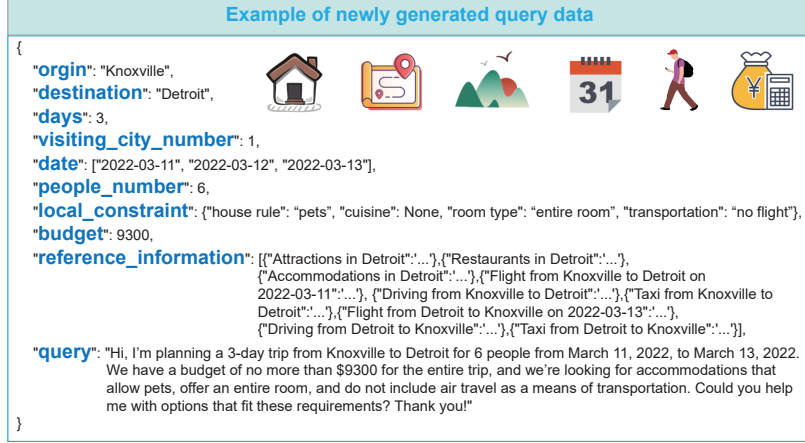 Example of newly generated query data
{
"orgin": "Knoxville",
"destination": "Detroit",
"days": 3,
"visiting_city_number": 1,
"date": ["2022-03-11", "2022-03-12", "2022-03-13"],
"people_number": 6,
"local_constraint": {"house rule": “pets”, "cuisine": None, "room type": “entire room”, "transportation": “no flight”},
"budget": 9300,
"reference_information": [{"Attractions in Detroit":'...'},{"Restaurants in Detroit":'...'},
{"Accommodations in Detroit":'...'},{"Flight from Knoxville to Detroit on
2022-03-11":'...'}, {"Driving from Knoxville to Detroit":'...'},{"Taxi from Knoxville to
Detroit":'...'},{"Flight from Detroit to Knoxville on 2022-03-13":'...'},
{"Driving from Detroit to Knoxville":'...'},{"Taxi from Detroit to Knoxville":'...'}],
"query": "Hi, I’m planning a 3-day trip from Knoxville to Detroit for 6 people from March 11, 2022, to March 13, 2022.
We have a budget of no more than $9300 for the entire trip, and we’re looking for accommodations that
allow pets, offer an entire room, and do not include air travel as a means of transportation. Could you help
me with options that fit these requirements? Thank you!"
}
31
¥